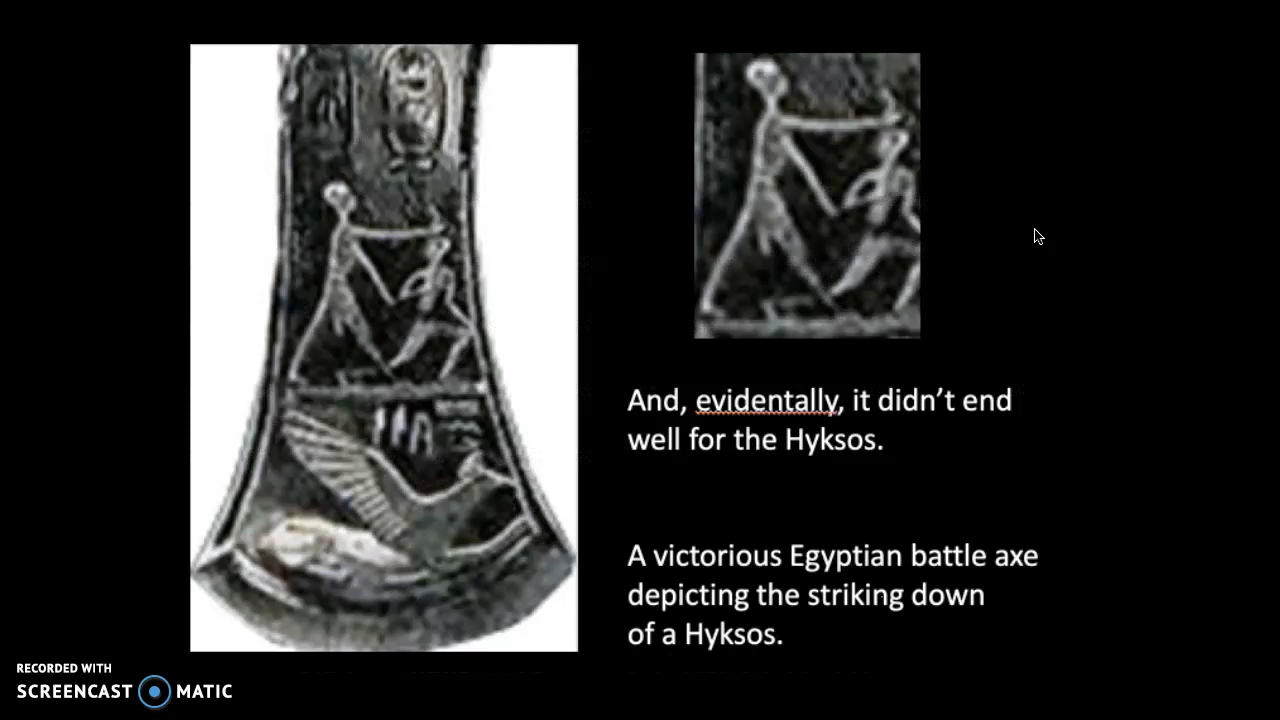 And, evidentally, it didn’t end
well for the Hyksos.
A victorious Egyptian battle axe
depicting the striking down
of a Hyksos.
RECORDED WITH
SCREENCAST MATIC